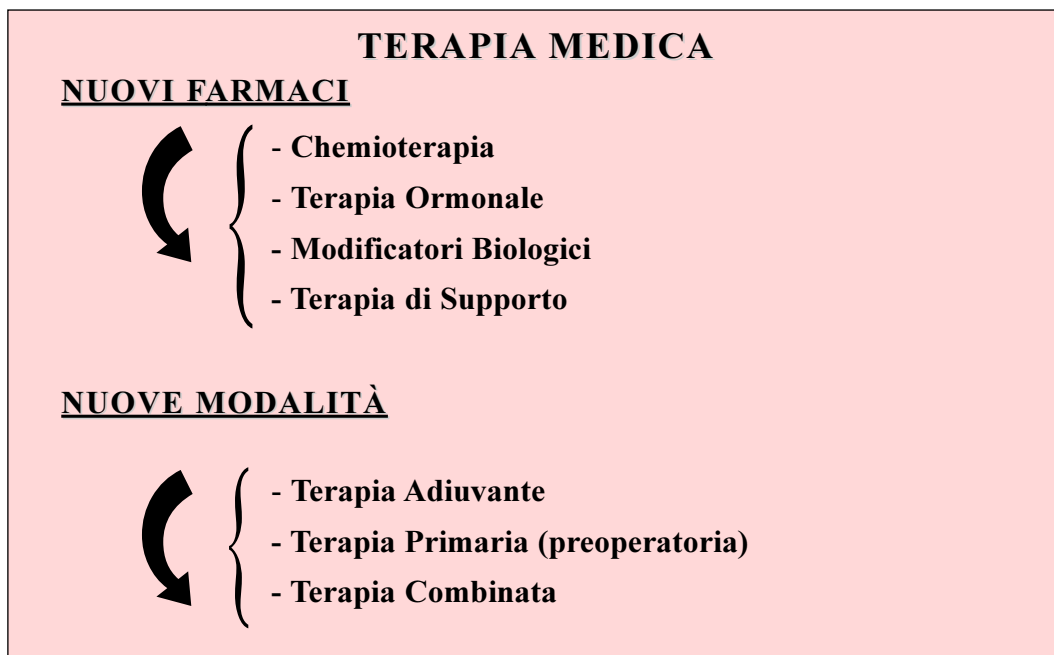 TERAPIA MEDICA
NUOVI FARMACI
- Chemioterapia
- Terapia Ormonale
- Modificatori Biologici
- Terapia di Supporto
NUOVE MODALITÀ
- Terapia Adiuvante
- Terapia Primaria (preoperatoria)
- Terapia Combinata